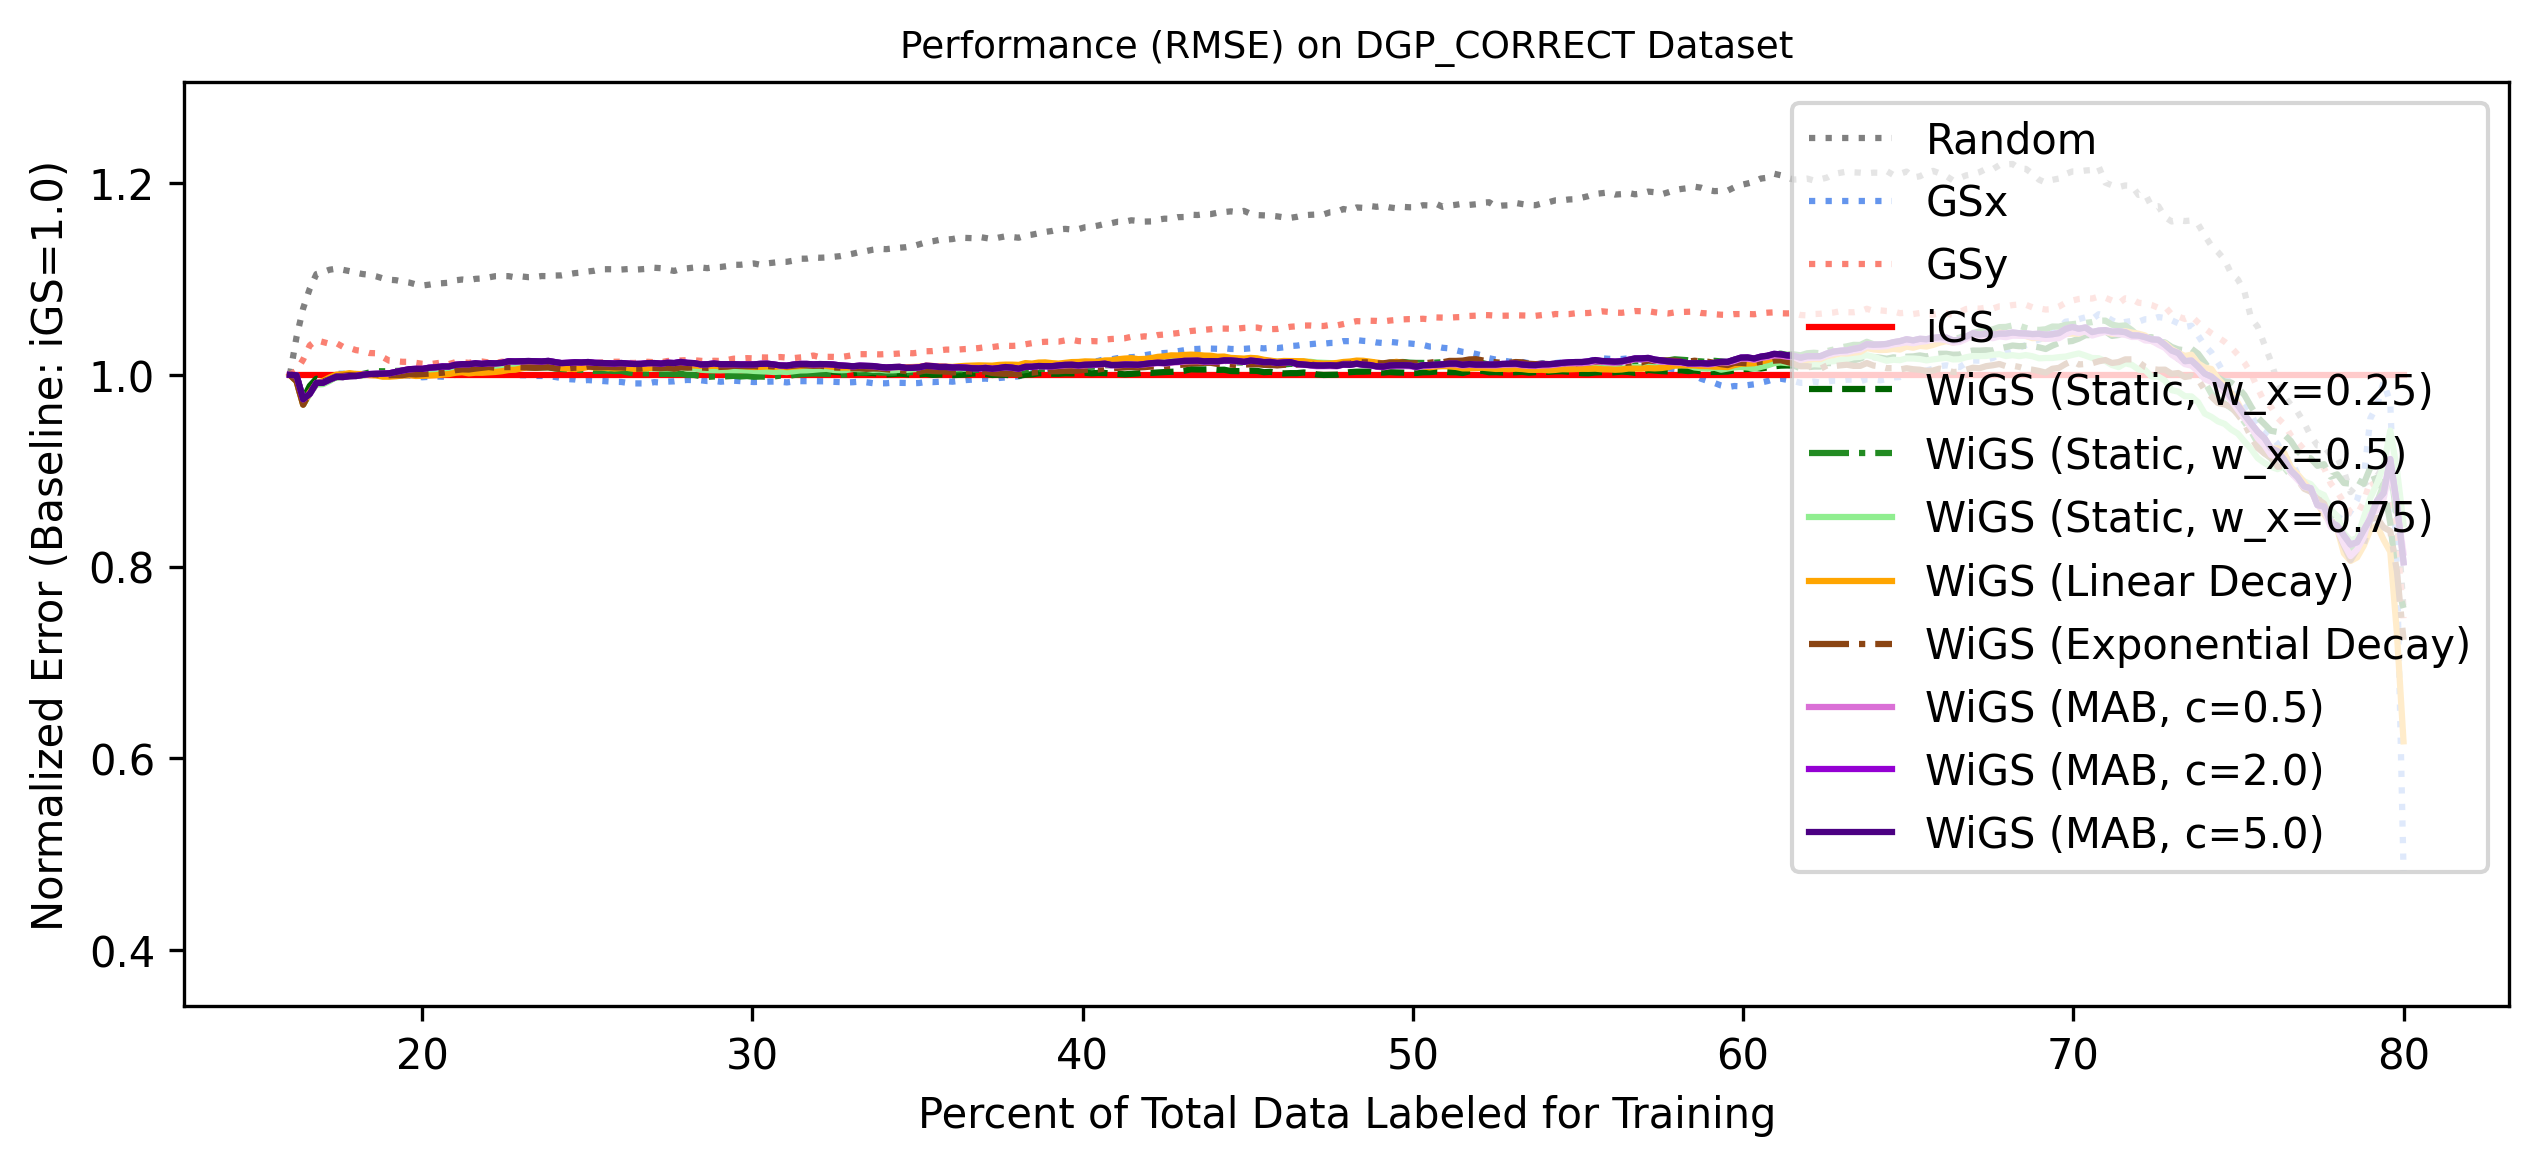 Performance (RMSE) on DGP_CORRECT Dataset
Normalized Error (Baseline: iGS=1.0)
1.2
1.0
0.8
0.6
0.4
Random
GSx
GSy
iGS
WiGS (Static, w_x=0.25)
WiGS (Static, w_x=0.5)
WiGS (Static, w_x=0.75)
WiGS (Linear Decay)
WiGS (Exponential Decay)
WiGS (MAB, c=0.5)
WiGS (MAB, c=2.0)
WiGS (MAB, c=5.0)
20 30 40 50 60 70 80
Percent of Total Data Labeled for Training